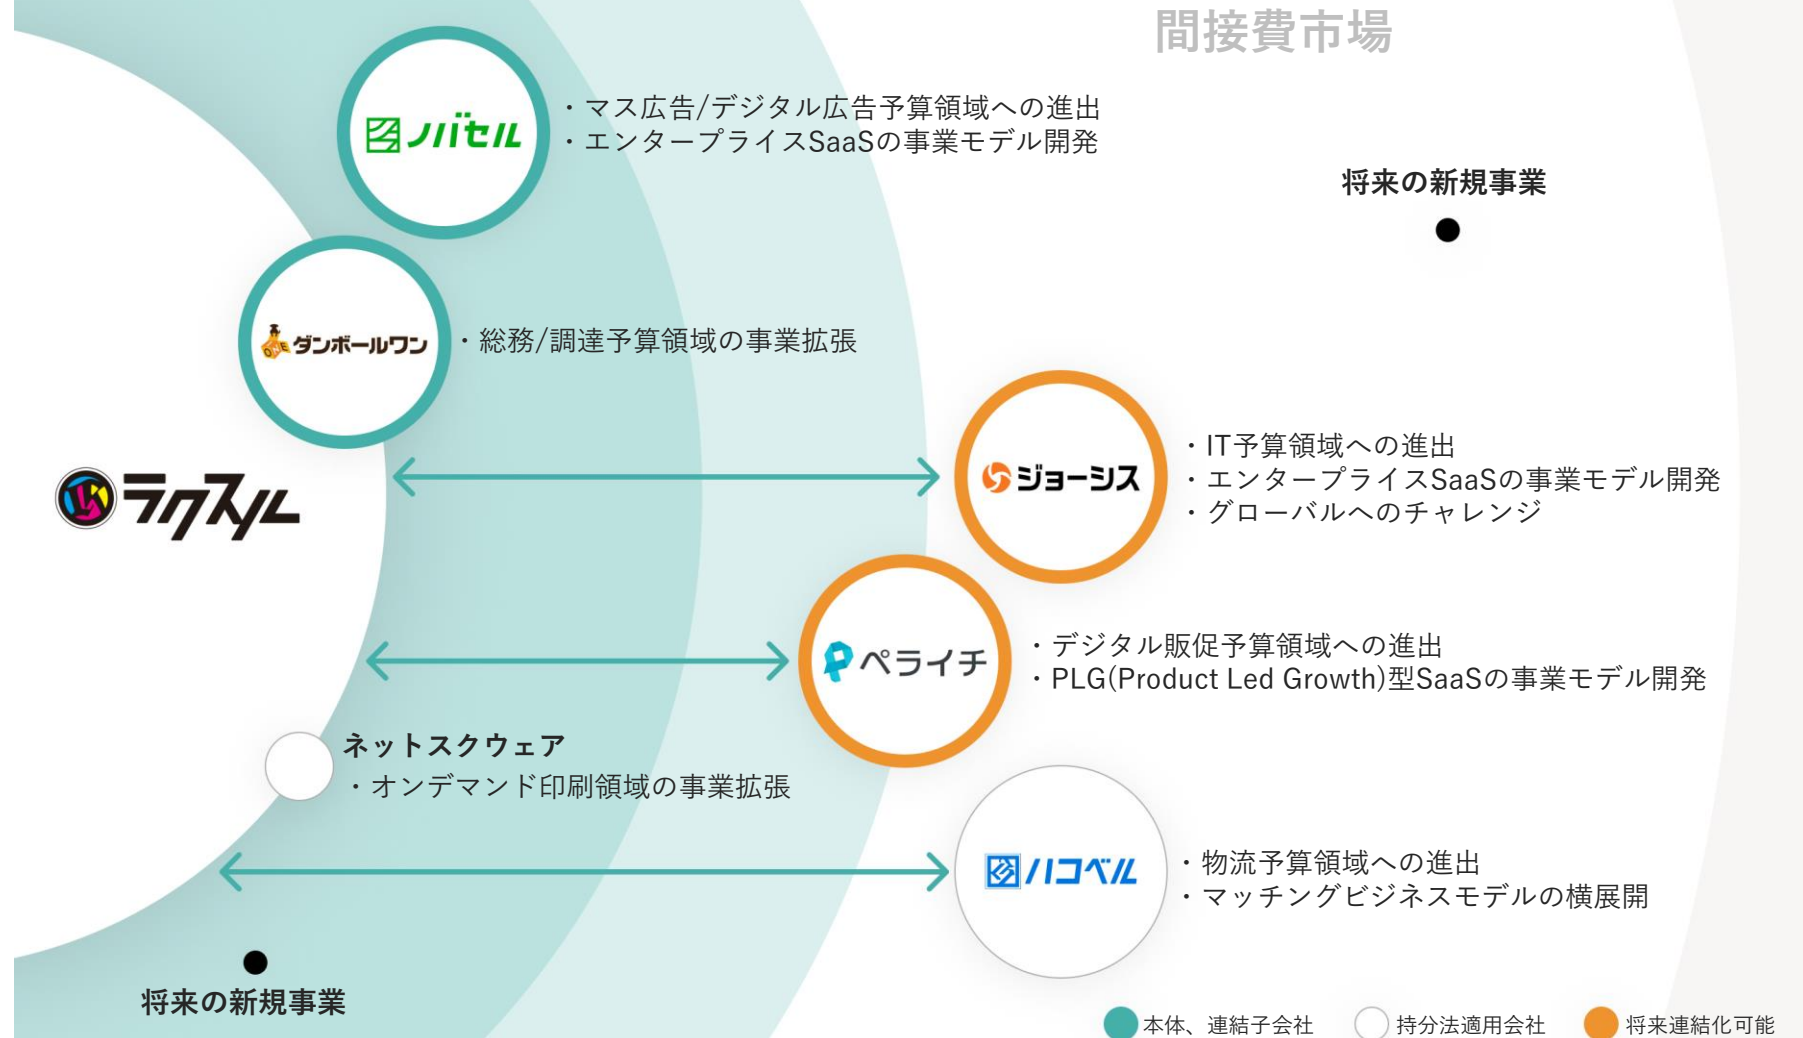 間接費市場
ノバセル
・マス広告/デジタル広告予算領域への進出
・エンタープライスSaaSの事業モデル開発
将来の新規事業
ONE
ダンボールワン
・総務/調達予算領域の事業拡張
ラクスル
ジョーシス
・IT予算領域への進出
・エンタープライスSaaSの事業モデル開発
・グローバルへのチャレンジ
ペライチ
・デジタル販促予算領域への進出
・PLG(Product Led Growth)型SaaSの事業モデル開発
ネットスクウェア
・オンデマンド印刷領域の事業拡張
ハコベル
・物流予算領域への進出
・マッチングビジネスモデルの横展開
将来の新規事業
本体、連結子会社
持分法適用会社
将来連結化可能